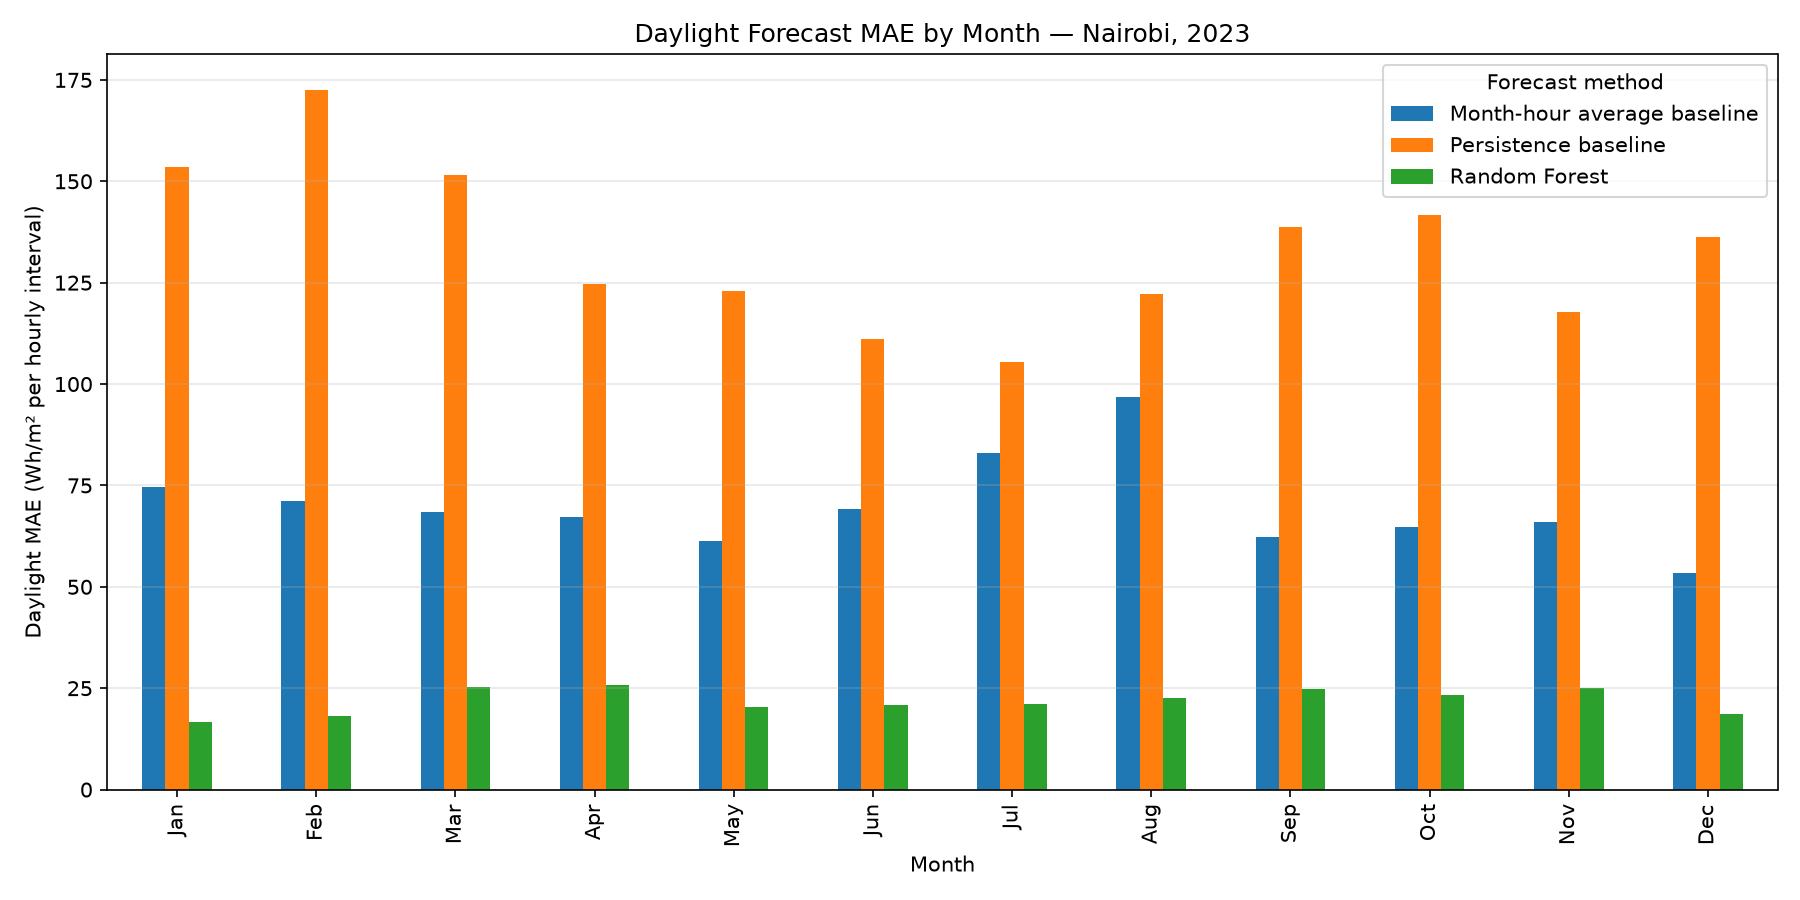 Daylight Forecast MAE by Month — Nairobi, 2023
Daylight MAE (Wh/m² per hourly interval)
175
150
125
100
75
50
25
0
Forecast method
Month-hour average baseline
Persistence baseline
Random Forest
Jan
Feb
Mar
Apr
May
Jun
Jul
Aug
Sep
Oct
Nov
Dec
Month